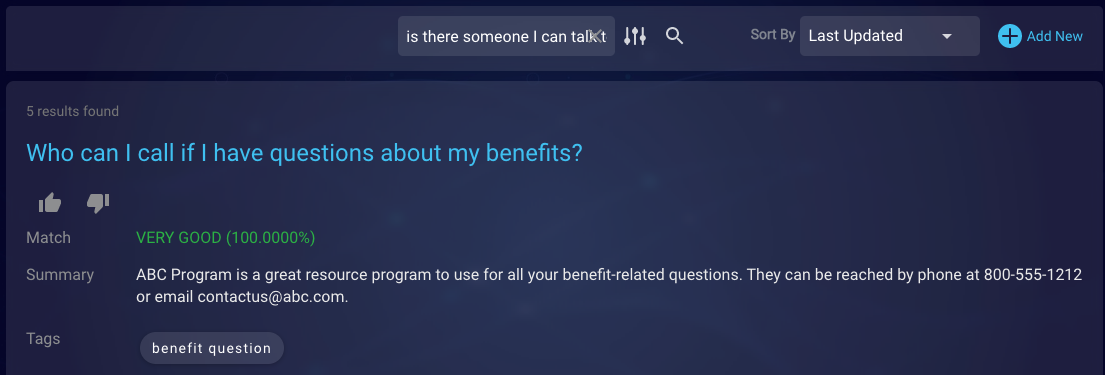 is there someone I can talk t
Sort By
Last Updated
Add New
5 results found
Who can I call if I have questions about my benefits?
Match
VERY GOOD (100.0000%)
Summary
ABC Program is a great resource program to use for all your benefit-related questions. They can be reached by phone at 800-555-1212
or email contactus@abc.com.
Tags
benefit question